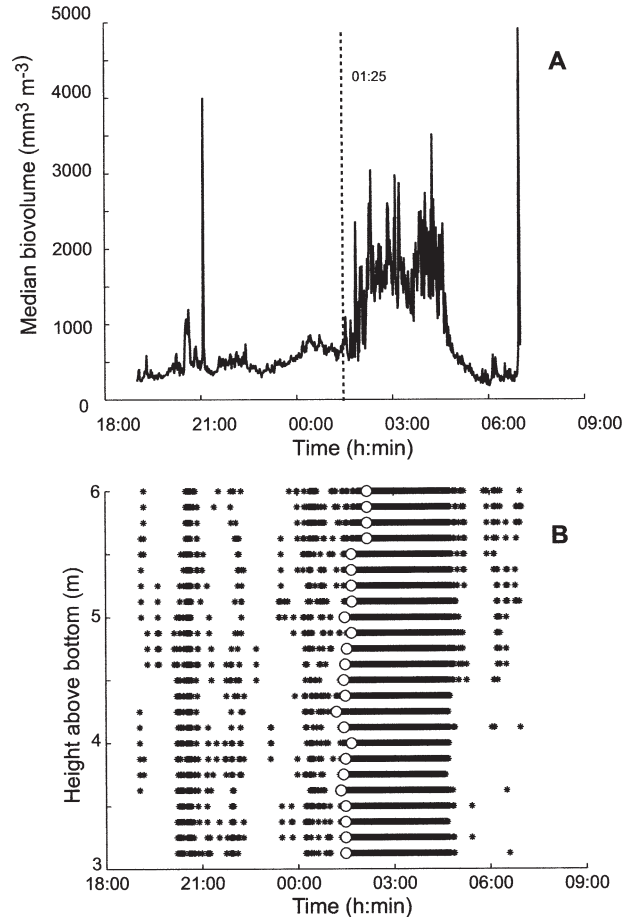 5000
A
01:25
4000
3000
2000
1000
0
Median biovolume (mm3 m-3)
18:00 21:00 00:00 03:00 06:00 09:00
Time (h:min)
6
B
5
4
3
Height above bottom (m)
18:00 21:00 00:00 03:00 06:00 09:00
Time (h:min)